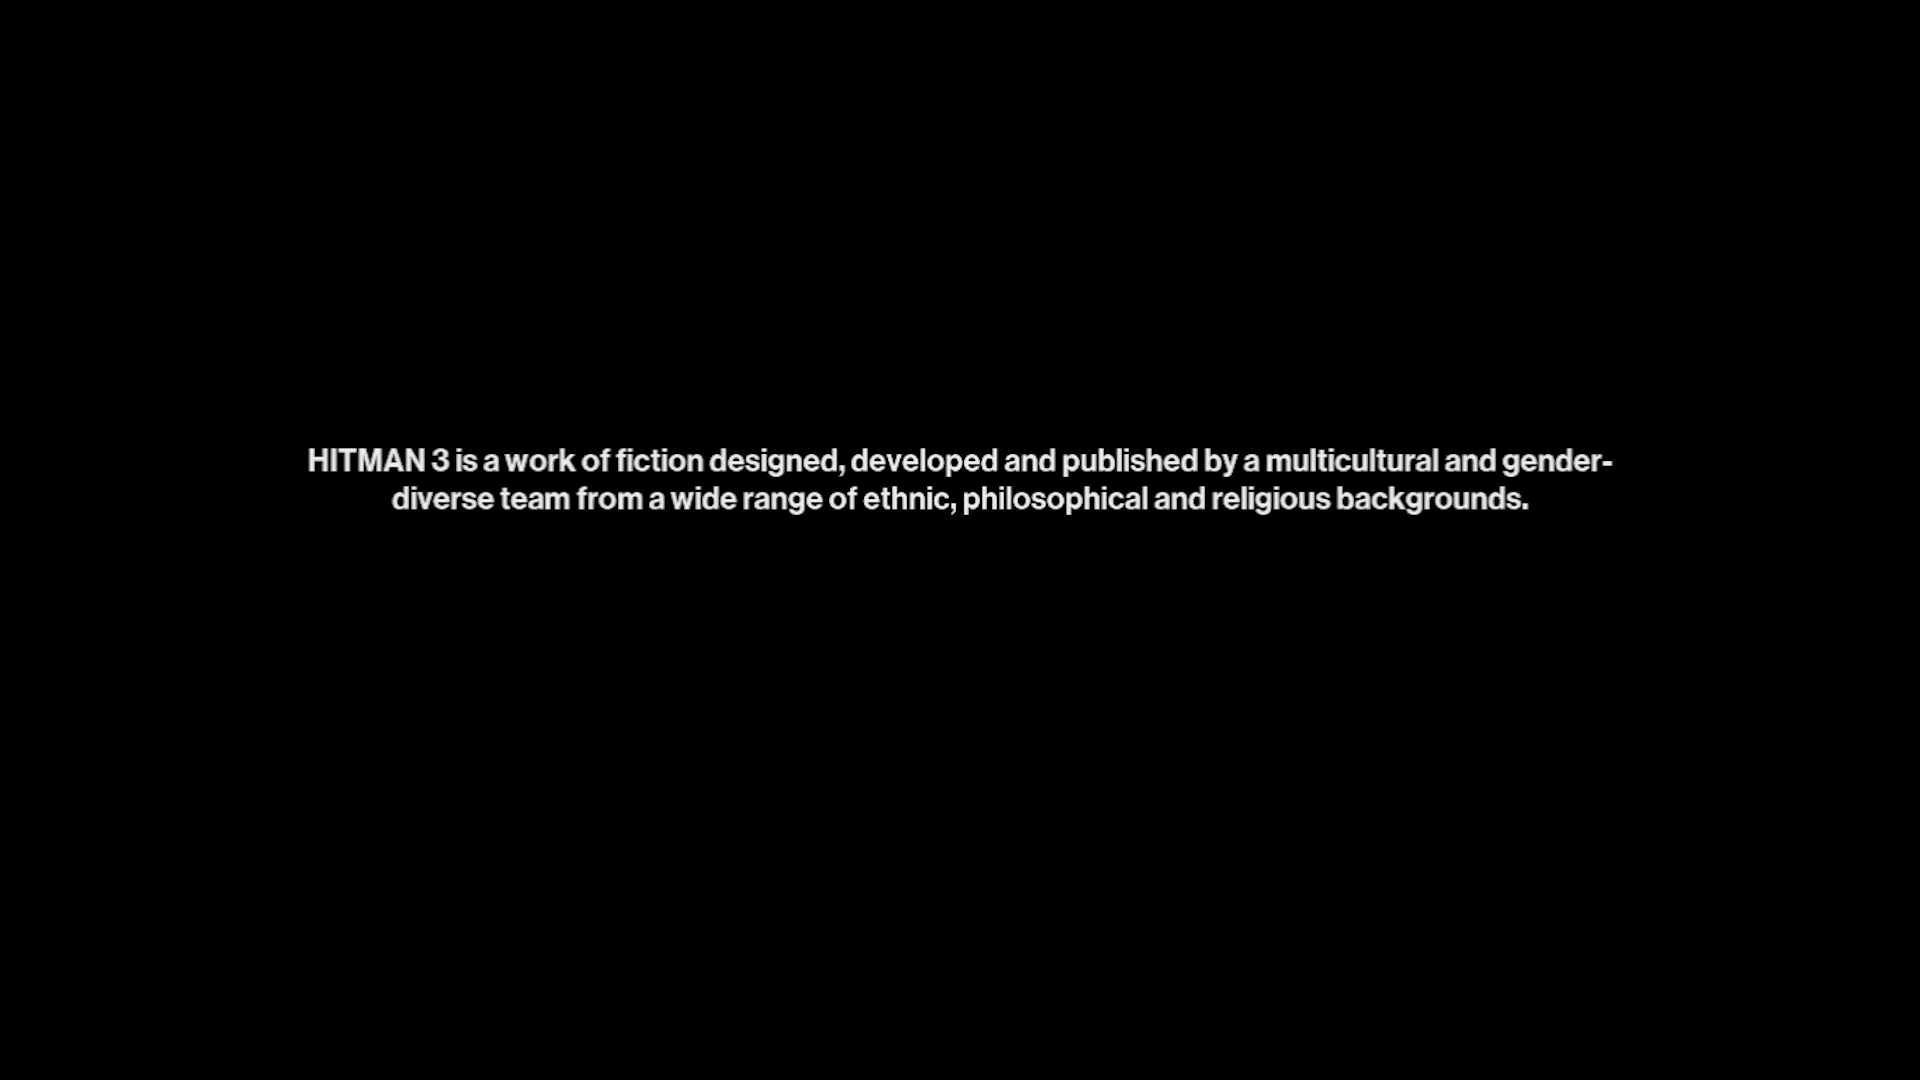 HITMAN 3 is a work of fiction designed, developed and published by a multicultural and gender-
diverse team from a wide range of ethnic, philosophical and religious backgrounds.